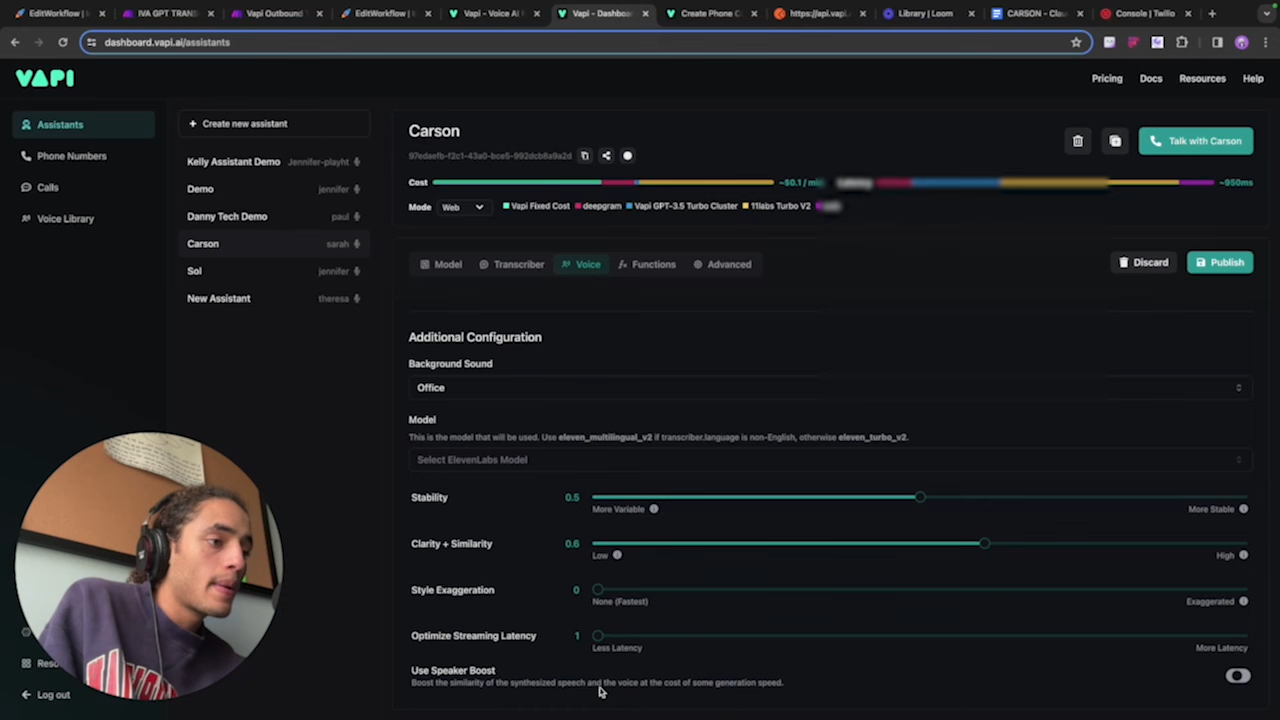 EditWorkflow | I
IVA GPT TRAN
Vapi Outbound
EditWorkflow | I
Vapi - Voice AI
Vapi - Dashboa
Create Phone C
https://api.vapi.
Library | Loom
CARSON - Clau
Console | Twilio
dashboard.vapi.ai/assistants
VAPI
Pricing
Docs
Resources
Help
Assistants
Phone Numbers
Calls
Voice Library
Log out
Create new assistant
Kelly Assistant Demo Jennifer-playht
Demo jennifer
Danny Tech Demo paul
Carson sarah
Sol jennifer
New Assistant theresa
Carson
97edaefb-f2c1-43a0-bce5-992dcb8a9a2d
Talk with Carson
Cost ~$0.1 / mi ~950ms
Mode Web Vapi Fixed Cost deepgram Vapi GPT-3.5 Turbo Cluster 11labs Turbo V2
Model Transcriber Voice Functions Advanced
Discard Publish
Additional Configuration
Background Sound
Office
Model
This is the model that will be used. Use eleven_multilingual_v2 if transcriber.language is non-English, otherwise eleven_turbo_v2.
Select ElevenLabs Model
Stability 0.5
More Variable More Stable
Clarity + Similarity 0.6
Low High
Style Exaggeration 0
None (Fastest) Exaggerated
Optimize Streaming Latency 1
Less Latency More Latency
Use Speaker Boost
Boost the similarity of the synthesized speech and the voice at the cost of some generation speed.